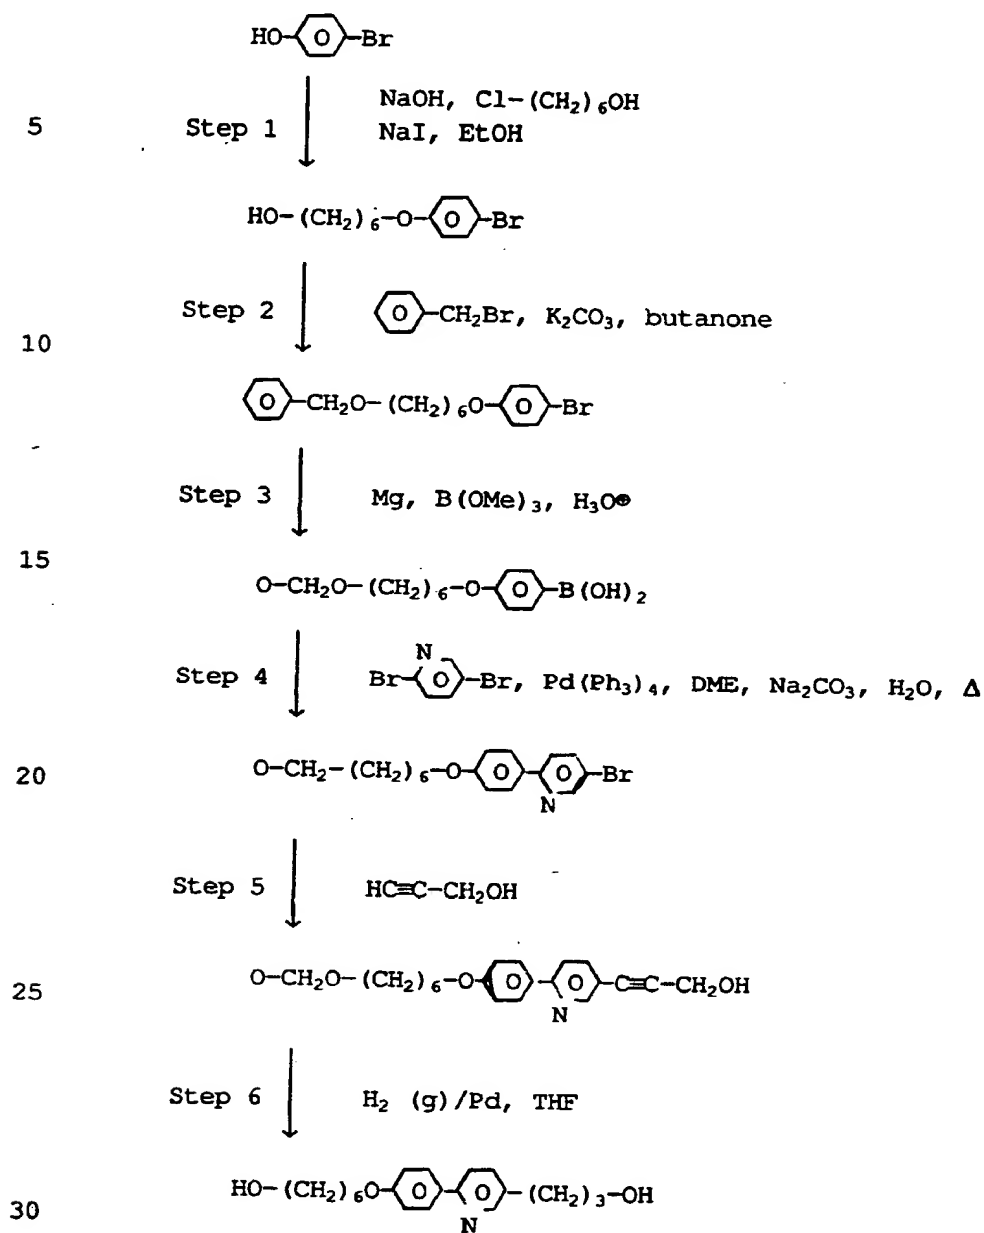 HO-⌬-Br
NaOH, Cl-(CH2)6OH
5 Step 1 NaI, EtOH
HO-(CH2)6-O-⌬-Br
Step 2 ⌬-CH2Br, K2CO3, butanone
10
⌬-CH2O-(CH2)6O-⌬-Br
Step 3 Mg, B(OMe)3, H3O⊕
15
O-CH2O-(CH2)6-O-⌬-B(OH)2
N
Step 4 Br-⌬-Br, Pd(Ph3)4, DME, Na2CO3, H2O, Δ
20 O-CH2-(CH2)6-O-⌬-⌬-Br
N
Step 5 HC≡C-CH2OH
25 O-CH2O-(CH2)6-O-⌬-⌬-C≡C-CH2OH
N
Step 6 H2 (g)/Pd, THF
HO-(CH2)6O-⌬-⌬-(CH2)3-OH
30 N